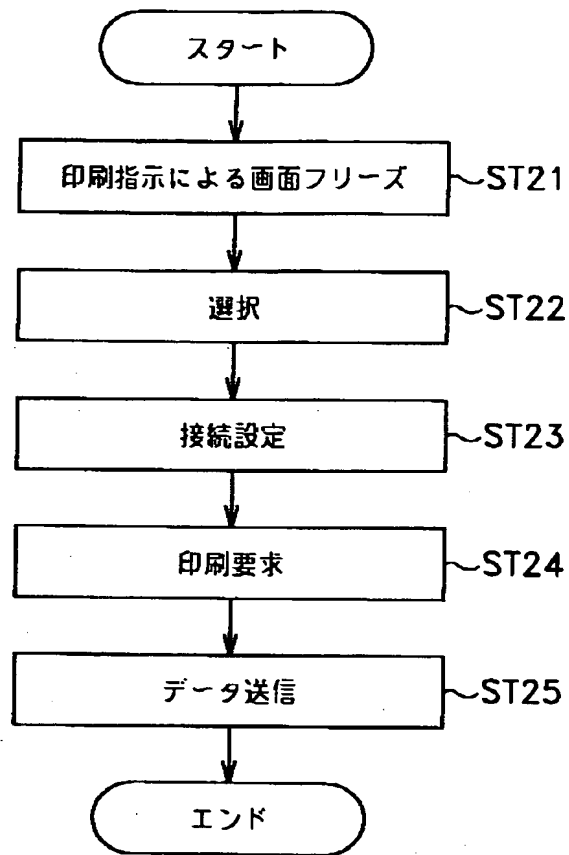 スタート
印刷指示による画面フリーズ ST21
選択 ST22
接続設定 ST23
印刷要求 ST24
データ送信 ST25
エンド